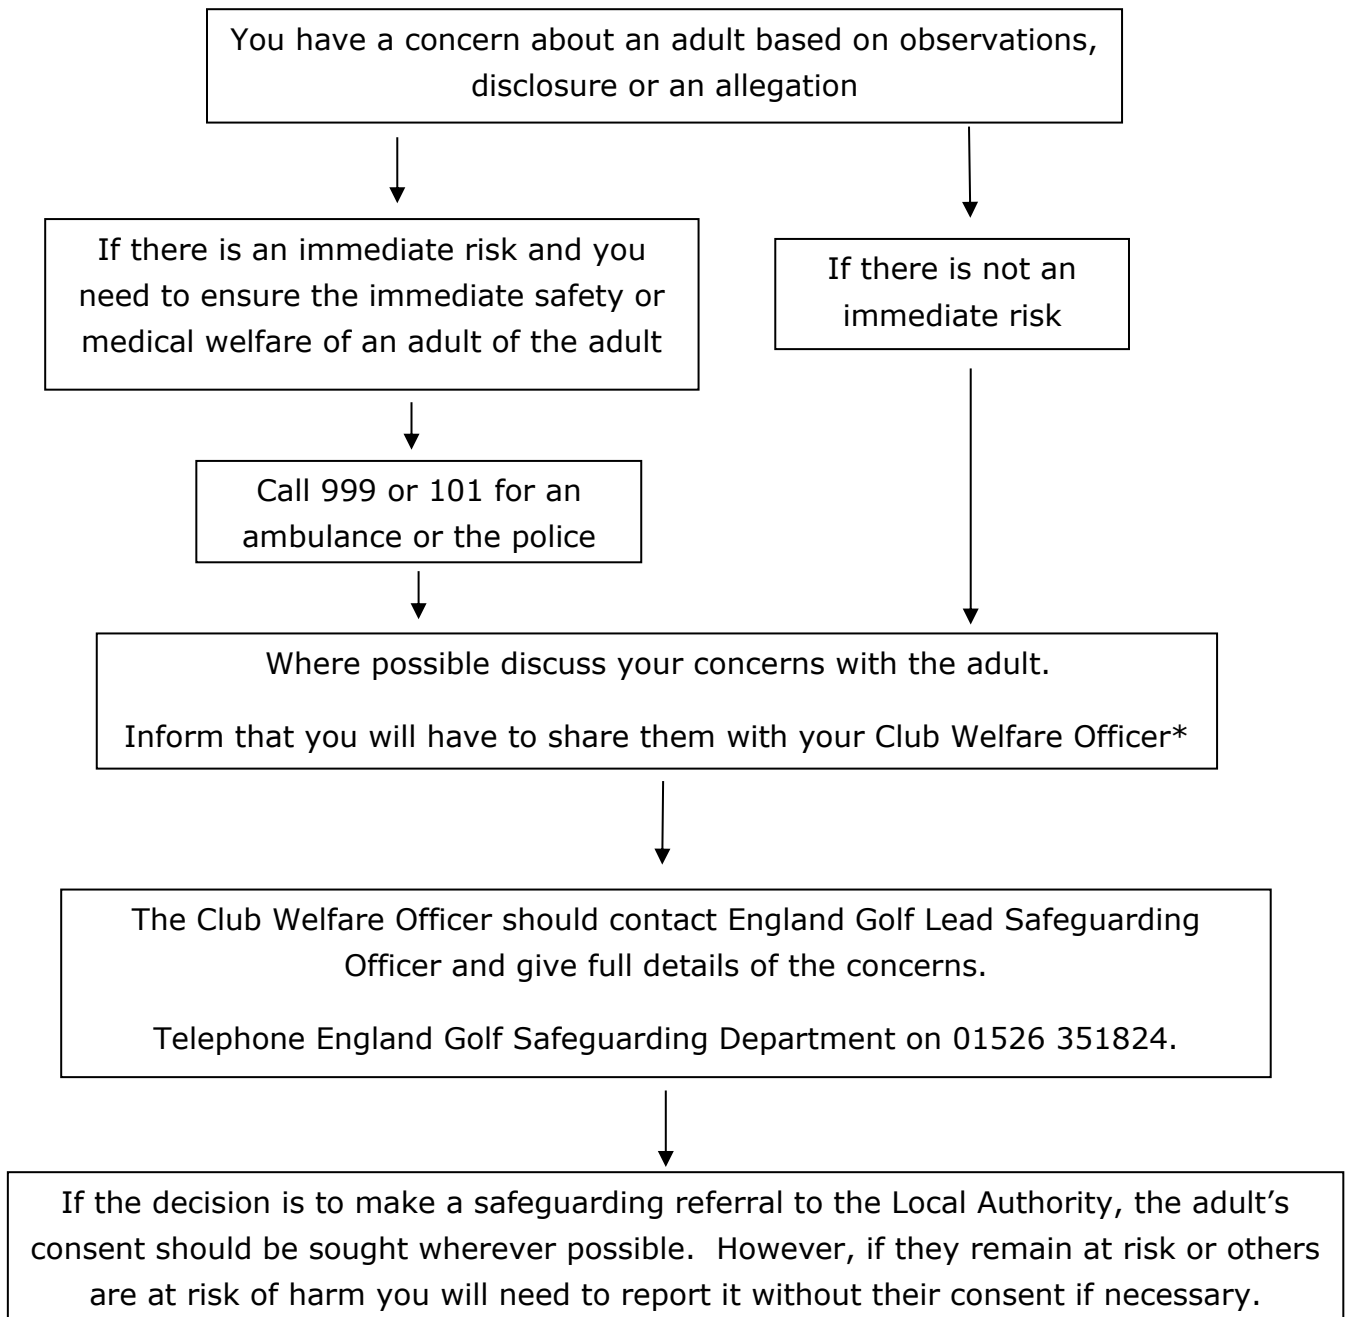 You have a concern about an adult based on observations,
disclosure or an allegation
If there is an immediate risk and you
need to ensure the immediate safety or
medical welfare of an adult of the adult
If there is not an
immediate risk
Call 999 or 101 for an
ambulance or the police
Where possible discuss your concerns with the adult.
Inform that you will have to share them with your Club Welfare Officer*
The Club Welfare Officer should contact England Golf Lead Safeguarding
Officer and give full details of the concerns.
Telephone England Golf Safeguarding Department on 01526 351824.
If the decision is to make a safeguarding referral to the Local Authority, the adult’s
consent should be sought wherever possible.  However, if they remain at risk or others
are at risk of harm you will need to report it without their consent if necessary.